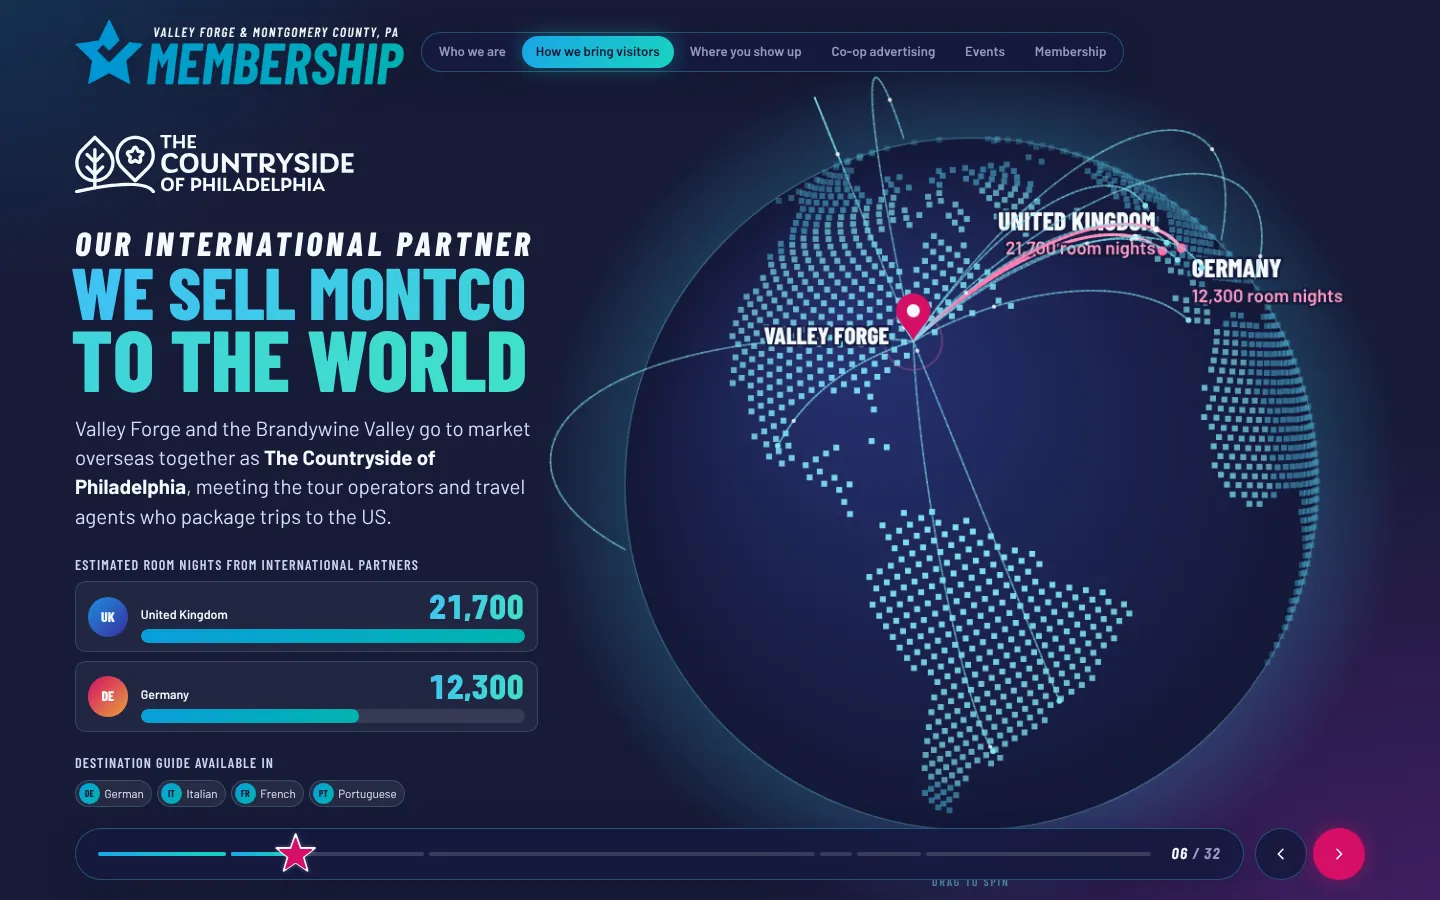 VALLEY FORGE & MONTGOMERY COUNTY, PA
MEMBERSHIP
Who we are
How we bring visitors
Where you show up
Co-op advertising
Events
Membership
THE
COUNTRYSIDE
OF PHILADELPHIA
OUR INTERNATIONAL PARTNER
WE SELL MONTCO
TO THE WORLD
Valley Forge and the Brandywine Valley go to market
overseas together as The Countryside of
Philadelphia, meeting the tour operators and travel
agents who package trips to the US.
ESTIMATED ROOM NIGHTS FROM INTERNATIONAL PARTNERS
UK
United Kingdom
21,700
DE
Germany
12,300
DESTINATION GUIDE AVAILABLE IN
DE German
IT Italian
FR French
PT Portuguese
UNITED KINGDOM
21,700 room nights
GERMANY
12,300 room nights
VALLEY FORGE
06 / 32
DRAG TO SPIN